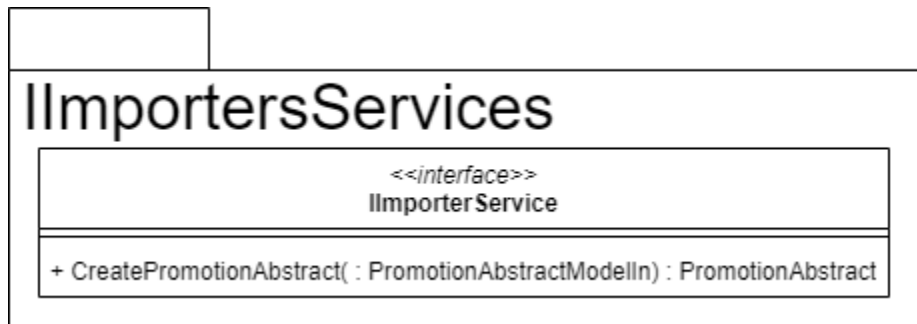 IImportersServices
<<interface>>
IImporterService
+ CreatePromotionAbstract( : PromotionAbstractModelIn) : PromotionAbstract